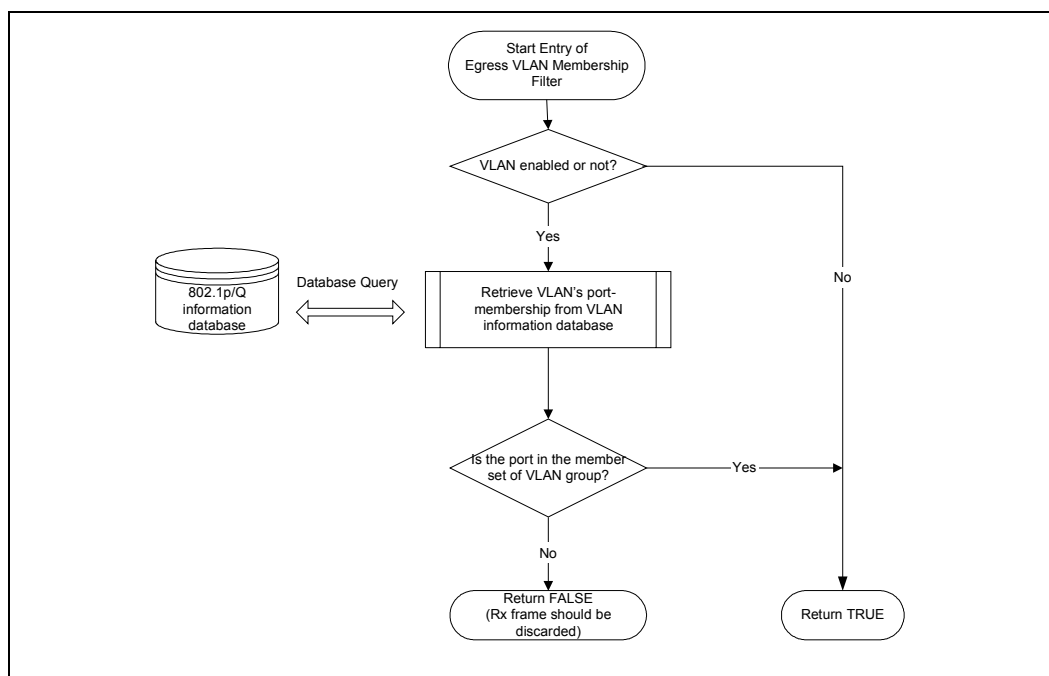 Start Entry of
Egress VLAN Membership
Filter
VLAN enabled or not?
Yes
No
802.1p/Q
information
database
Database Query
Retrieve VLAN's port-
membership from VLAN
information database
Is the port in the member
set of VLAN group?
Yes
No
Return FALSE
(Rx frame should be
discarded)
Return TRUE